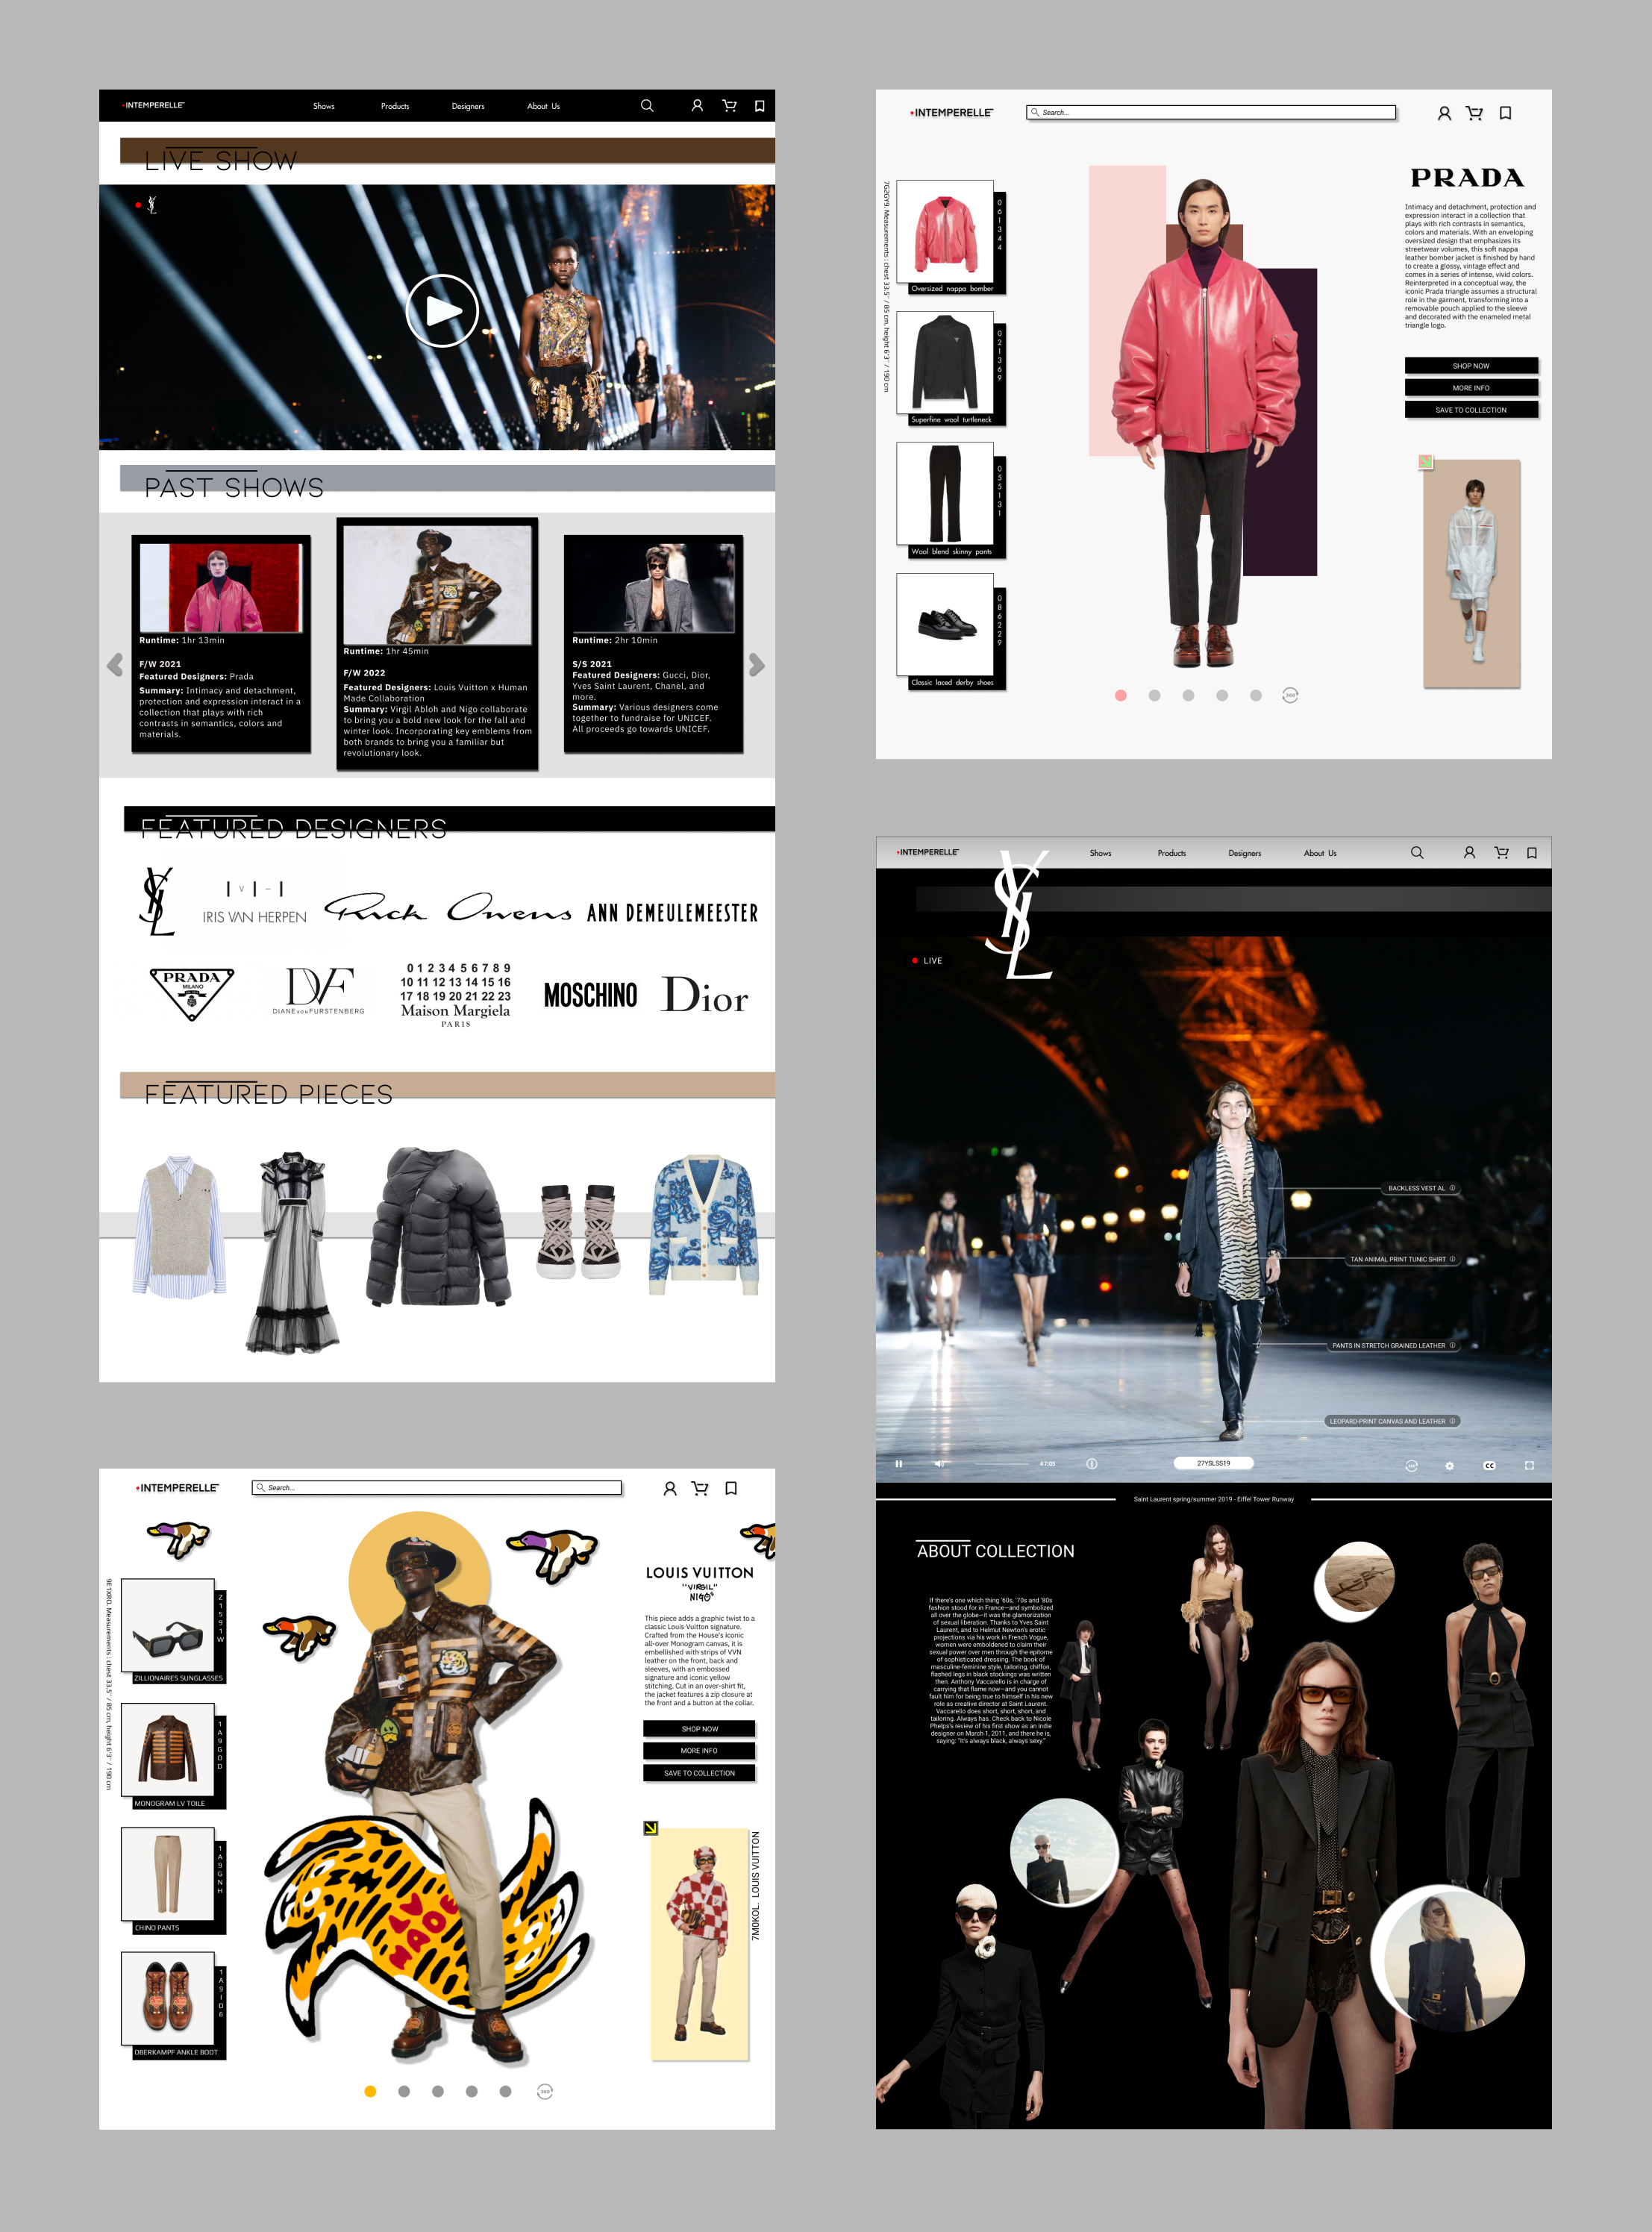 INTEMPERELLE
Shows Products Designers About Us
LIVE SHOW
YSL
PAST SHOWS
Runtime: 1hr 13min
F/W 2021
Featured Designers: Prada
Summary: Intimacy and detachment,
protection and expression interact in a
collection that plays with rich
contrasts in semantics, colors and
materials.
Runtime: 1hr 45min
F/W 2022
Featured Designers: Louis Vuitton x Human
Made Collaboration
Summary: Virgil Abloh and Nigo collaborate
to bring you a bold new look for the fall and
winter look. Incorporating key emblems from
both brands to bring you a familiar but
revolutionary look.
Runtime: 2hr 10min
S/S 2021
Featured Designers: Gucci, Dior,
Yves Saint Laurent, Chanel, and
more.
Summary: Various designers come
together to fundraise for UNICEF.
All proceeds go towards UNICEF.
FEATURED DESIGNERS
YSL
IRIS VAN HERPEN
Rick Owens
ANN DEMEULEMEESTER
PRADA
MILANO
DVF
DIANE VON FURSTENBERG
0 1 2 3 4 5 6 7 8 9
10 11 12 13 14 15 16
17 18 19 20 21 22 23
Maison Margiela
PARIS
MOSCHINO
Dior
FEATURED PIECES
INTEMPERELLE
Search...
7G2GY9. Measurements : chest 33.5" / 85 cm, height 6'3" / 190 cm
061344
Oversized nappa bomber
021369
Superfine wool turtleneck
055131
Wool blend skinny pants
086229
Classic laced derby shoes
PRADA
Intimacy and detachment, protection and
expression interact in a collection that
plays with rich contrasts in semantics,
colors and materials. With an enveloping
oversized design that emphasizes its
streetwear volumes, this soft nappa
leather bomber jacket is finished by hand
to create a glossy, vintage effect and
comes in a series of intense, vivid colors.
Reinterpreted in a conceptual way, the
iconic Prada triangle assumes a structural
role in the garment, transforming into a
removable pouch applied to the sleeve
and decorated with the enameled metal
triangle logo.
SHOP NOW
MORE INFO
SAVE TO COLLECTION
360
INTEMPERELLE
Shows Products Designers About Us
YSL
LIVE
BACKLESS VEST AL
TAN ANIMAL PRINT TUNIC SHIRT
PANTS IN STRETCH GRAINED LEATHER
LEOPARD-PRINT CANVAS AND LEATHER
47:05
27YSLSS19
CC
Saint Laurent spring/summer 2019 - Eiffel Tower Runway
ABOUT COLLECTION
If there's one which thing '60s, '70s and '80s
fashion stood for in France—and symbolized
all over the globe—it was the glamorization
of sexual liberation. Thanks to Yves Saint
Laurent, and to Helmut Newton's erotic
projections via his work in French Vogue,
women were emboldened to claim their
sexual power over men through the epitome
of sophisticated dressing. The book of
masculine-feminine style, tailoring, chiffon,
flashed legs in black stockings was written
then. Anthony Vaccarello is in charge of
carrying that flame now—and you cannot
fault him for being true to himself in his new
role as creative director at Saint Laurent.
Vaccarello does short, short, short, and
tailoring. Always has. Check back to Nicole
Phelps's review of his first show as an indie
designer on March 1, 2011, and there he is,
saying: "It's always black, always sexy."
INTEMPERELLE
Search...
9E1XRD. Measurements : chest 33.5" / 85 cm, height 6'3" / 190 cm
Z1591W
ZILLIONAIRES SUNGLASSES
1A9GOD
MONOGRAM LV TOILE
1A9GNH
CHINO PANTS
1A9ID6
OBERKAMPF ANKLE BOOT
LOUIS VUITTON
"VIRGIL"
NIGO
This piece adds a graphic twist to a
classic Louis Vuitton signature.
Crafted from the House's iconic
all-over Monogram canvas, it is
embellished with strips of VVN
leather on the front, back and
sleeves, with an embossed
signature and iconic yellow
stitching. Cut in an over-shirt fit,
the jacket features a zip closure at
the front and a button at the collar.
SHOP NOW
MORE INFO
SAVE TO COLLECTION
7M0KOL. LOUIS VUITTON
360